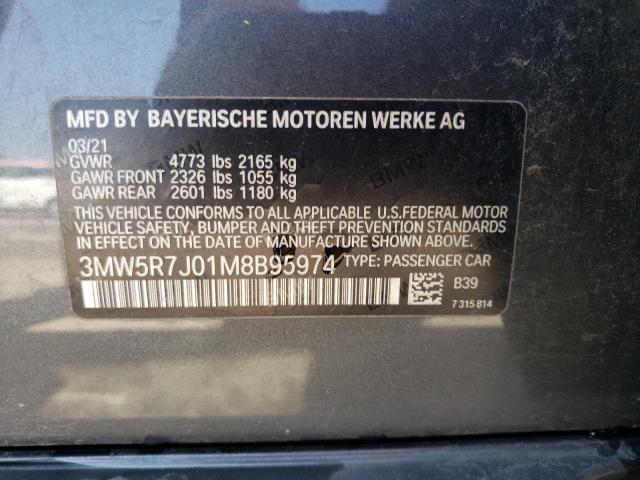 MFD BY BAYERISCHE MOTOREN WERKE AG
03/21
GVWR 4773 lbs 2165 kg
GAWR FRONT 2326 lbs 1055 kg
GAWR REAR 2601 lbs 1180 kg
THIS VEHICLE CONFORMS TO ALL APPLICABLE U.S.FEDERAL MOTOR
VEHICLE SAFETY, BUMPER AND THEFT PREVENTION STANDARDS
IN EFFECT ON DATE OF MANUFACTURE SHOWN ABOVE.
3MW5R7J01M8B95974 TYPE: PASSENGER CAR
B39
7 315 814
BMW
BMW